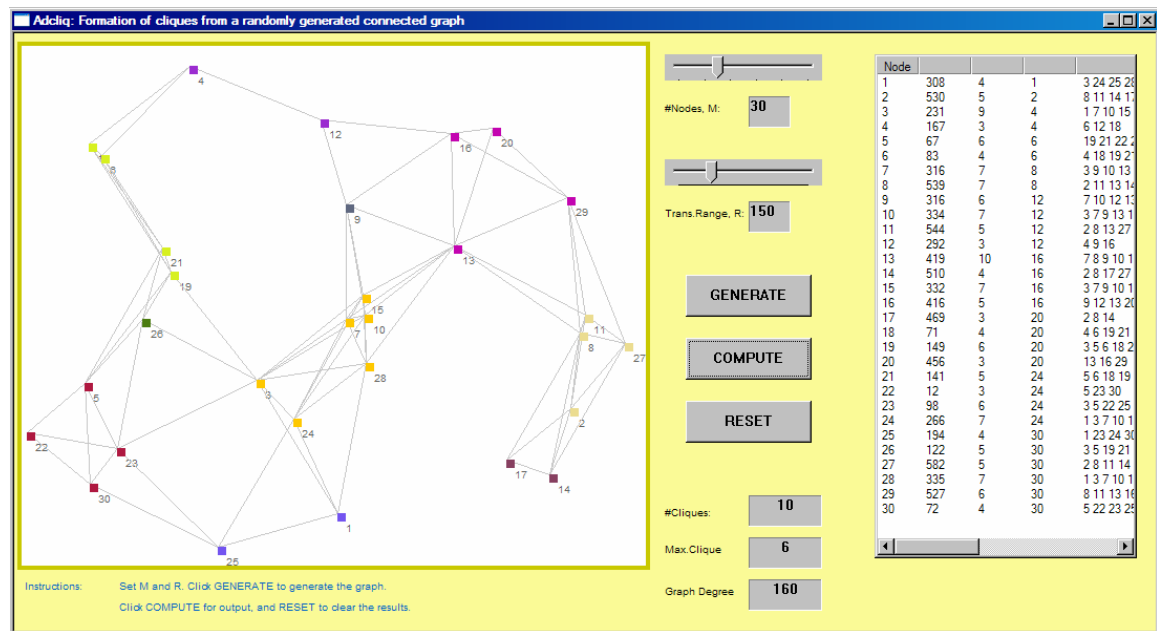 Adcliq: Formation of cliques from a randomly generated connected graph
4
12
16
20
6
9
29
13
21
19
15
10
7
11
8
27
26
28
3
5
24
2
22
23
17
14
30
1
25
#Nodes, M: 30
Trans.Range, R: 150
GENERATE
COMPUTE
RESET
#Cliques: 10
Max.Clique 6
Graph Degree 160
Node
1 308 4 1 3 24 25 28
2 530 5 2 8 11 14 17
3 231 9 4 1 7 10 15
4 167 3 4 6 12 18
5 67 6 6 19 21 22 2
6 83 4 6 4 18 19 21
7 316 7 8 3 9 10 13
8 539 7 8 2 11 13 14
9 316 6 12 7 10 12 13
10 334 7 12 3 7 9 13 1
11 544 5 12 2 8 13 27
12 292 3 12 4 9 16
13 419 10 16 7 8 9 10 1
14 510 4 16 2 8 17 27
15 332 7 16 3 7 9 10 1
16 416 5 16 9 12 13 20
17 469 3 20 2 8 14
18 71 4 20 4 6 19 21
19 149 6 20 3 5 6 18 2
20 456 3 20 13 16 29
21 141 5 24 5 6 18 19
22 12 3 24 5 23 30
23 98 6 24 3 5 22 25
24 266 7 24 1 3 7 10 1
25 194 4 30 1 23 24 30
26 122 5 30 3 5 19 21
27 582 5 30 2 8 11 14
28 335 7 30 1 3 7 10 1
29 527 6 30 8 11 13 16
30 72 4 30 5 22 23 25
Instructions: Set M and R. Click GENERATE to generate the graph.
Click COMPUTE for output, and RESET to clear the results.